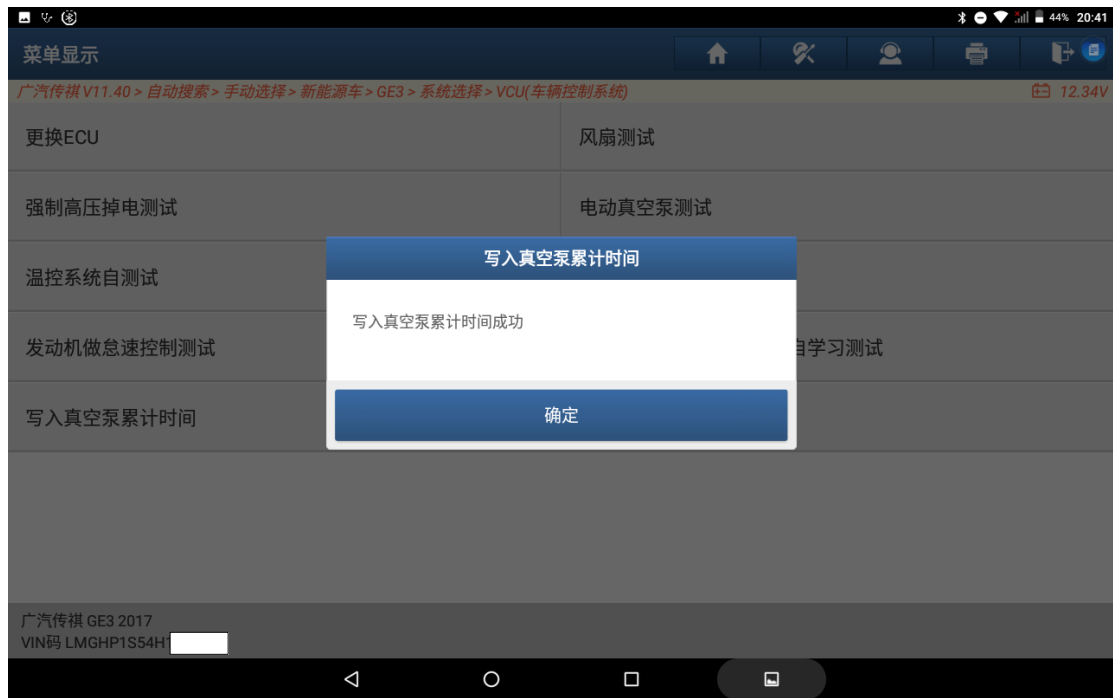 44% 20:41
菜单显示
广汽传祺 V11.40 > 自动搜索 > 手动选择 > 新能源车 > GE3 > 系统选择 > VCU(车辆控制系统)
12.34V
更换ECU
风扇测试
强制高压掉电测试
电动真空泵测试
温控系统自测试
发动机做怠速控制测试
自学习测试
写入真空泵累计时间
写入真空泵累计时间
写入真空泵累计时间成功
确定
广汽传祺 GE3 2017
VIN码 LMGHP1S54H